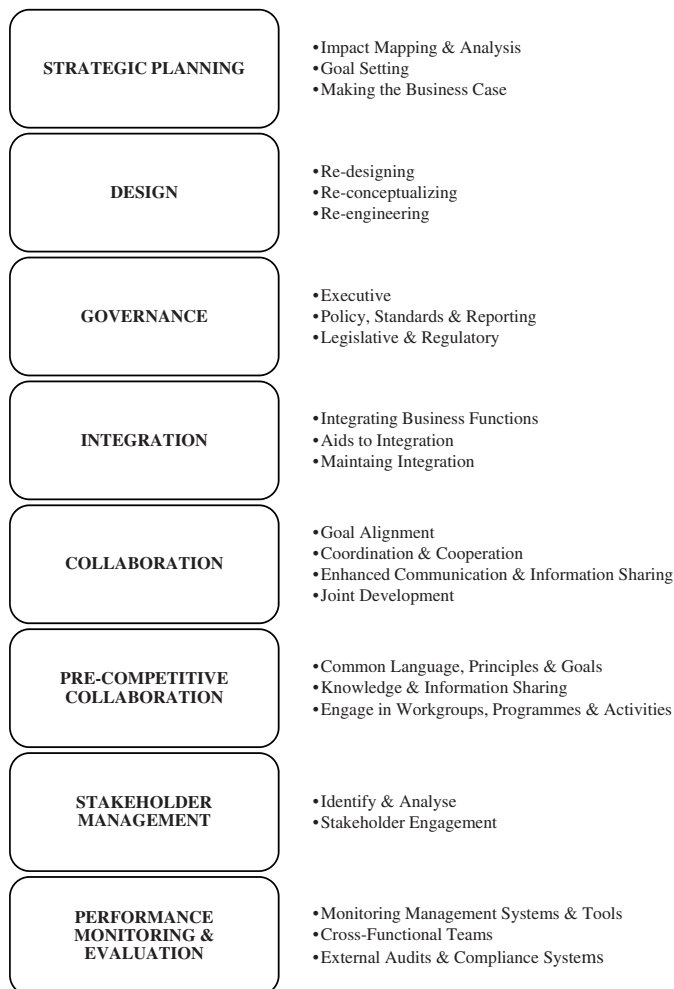 STRATEGIC PLANNING
•Impact Mapping & Analysis
•Goal Setting
•Making the Business Case
DESIGN
•Re-designing
•Re-conceptualizing
•Re-engineering
GOVERNANCE
•Executive
•Policy, Standards & Reporting
•Legislative & Regulatory
INTEGRATION
•Integrating Business Functions
•Aids to Integration
•Maintaing Integration
COLLABORATION
•Goal Alignment
•Coordination & Cooperation
•Enhanced Communication & Information Sharing
•Joint Development
PRE-COMPETITIVE
COLLABORATION
•Common Language, Principles & Goals
•Knowledge & Information Sharing
•Engage in Workgroups, Programmes & Activities
STAKEHOLDER
MANAGEMENT
•Identify & Analyse
•Stakeholder Engagement
PERFORMANCE
MONITORING &
EVALUATION
•Monitoring Management Systems & Tools
•Cross-Functional Teams
•External Audits & Compliance Systems